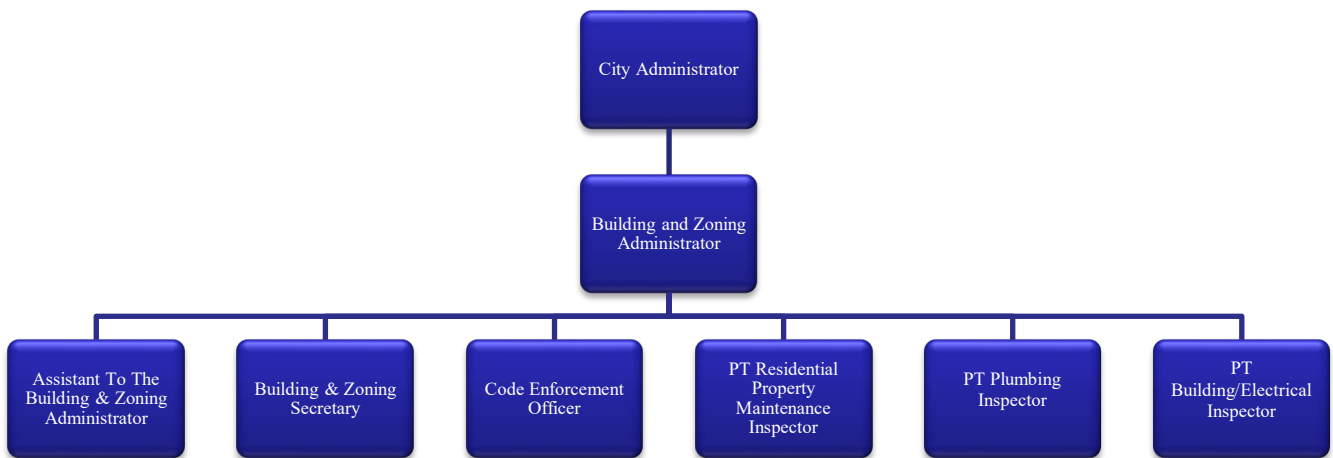 City Administrator
Building and Zoning
Administrator
Assistant To The
Building & Zoning
Administrator
Building & Zoning
Secretary
Code Enforcement
Officer
PT Residential
Property
Maintenance
Inspector
PT Plumbing
Inspector
PT
Building/Electrical
Inspector